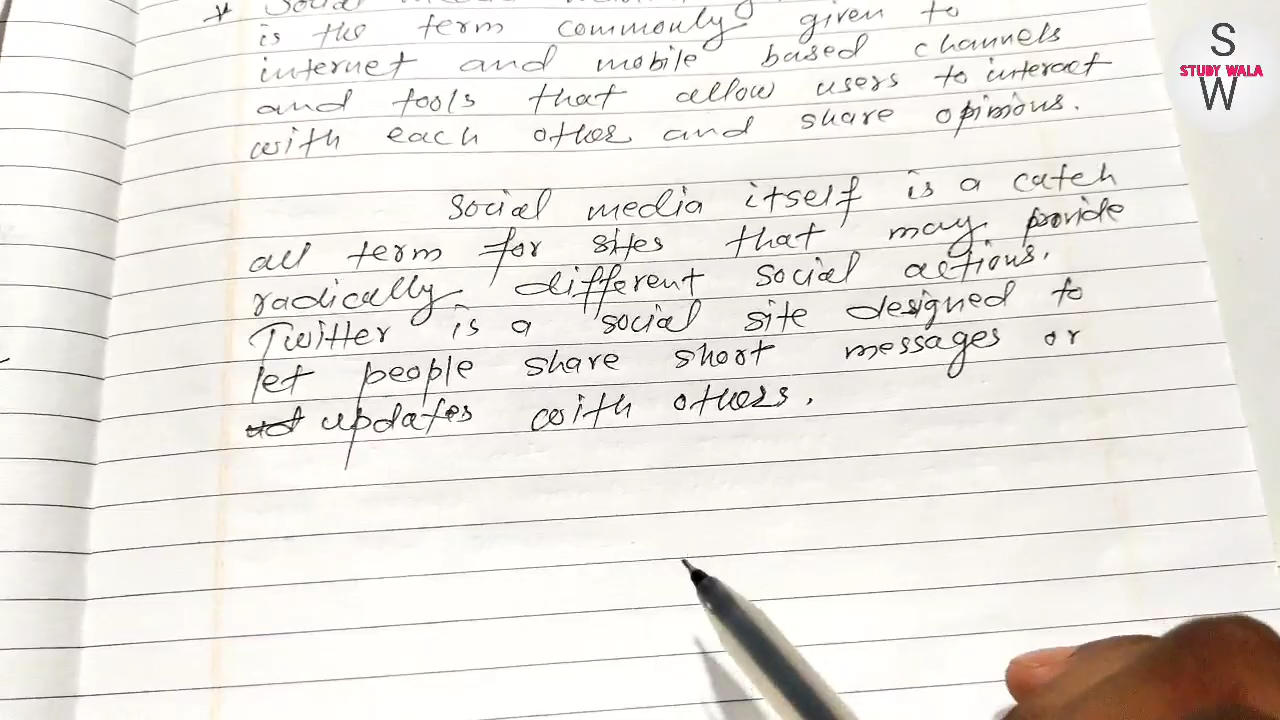 is the term commonly given to
internet and mobile based channels
and tools that allow users to interact
with each other and share opinions.
Social media itself is a catch
all term for sites that may provide
radically different social actions.
Twitter is a social site designed to
let people share short messages or
updates with others.
S
STUDY WALA
W